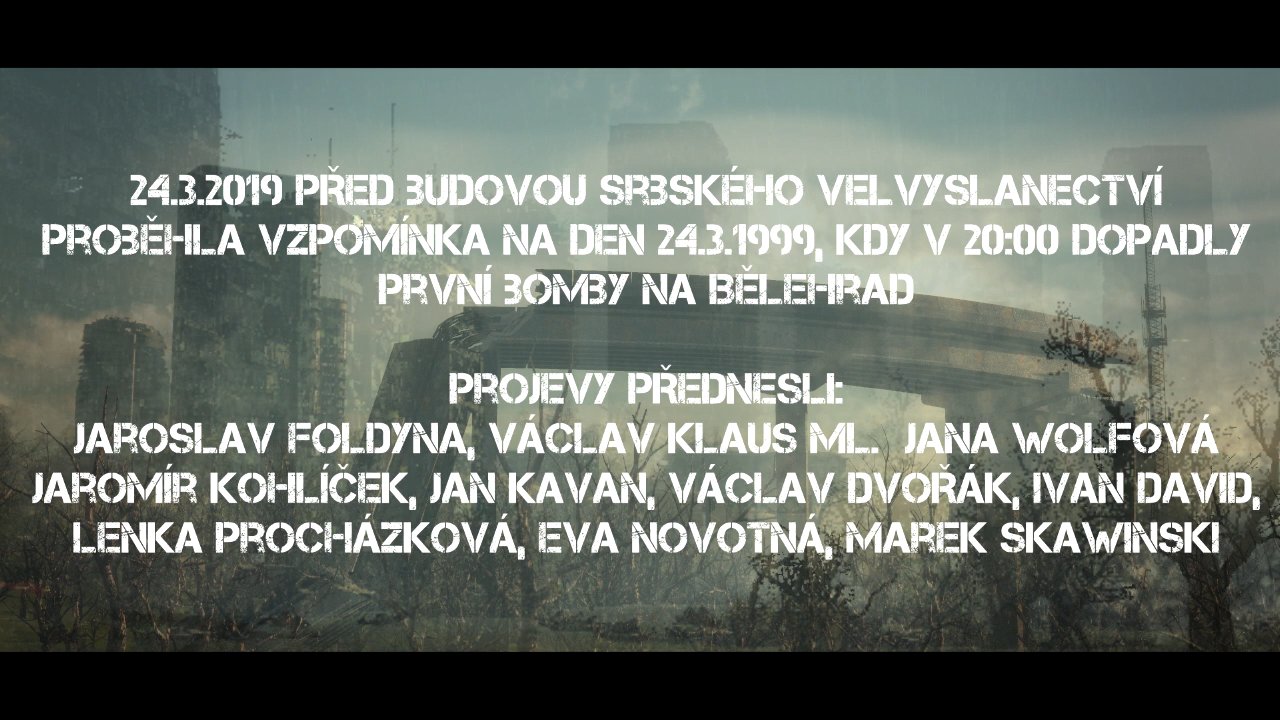 24.3.2019 PŘED BUDOVOU SRBSKÉHO VELVYSLANECTVÍ
PROBĚHLA VZPOMÍNKA NA DEN 24.3.1999, KDY V 20:00 DOPADLY
PRVNÍ BOMBY NA BĚLEHRAD
PROJEVY PŘEDNESLI:
JAROSLAV FOLDYNA, VÁCLAV KLAUS ML. JANA WOLFOVÁ
JAROMÍR KOHLÍČEK, JAN KAVAN, VÁCLAV DVOŘÁK, IVAN DAVID,
LENKA PROCHÁZKOVÁ, EVA NOVOTNÁ, MAREK SKAWINSKI